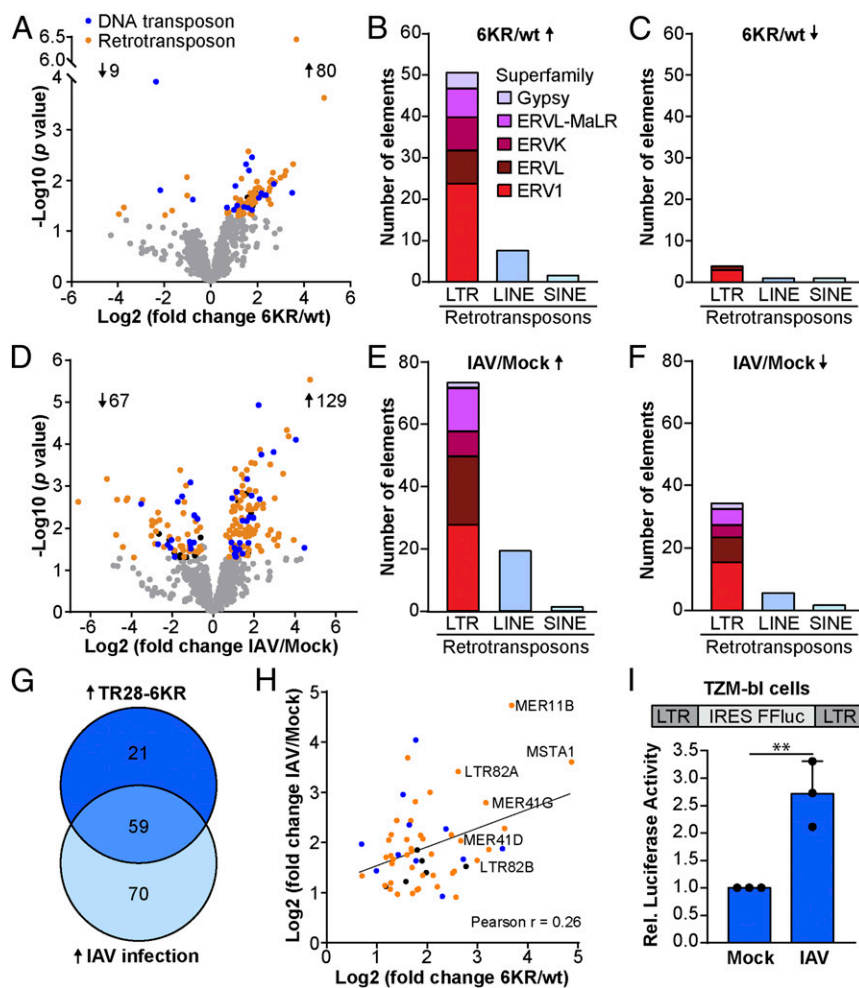 A
DNA transposon
Retrotransposon
6.5
6.0
4
3
2
1
0
↓9
↑80
-Log10 (p value)
-6 -4 -2 0 2 4 6
Log2 (fold change 6KR/wt)
B
6KR/wt ↑
60
50
40
30
20
10
0
Number of elements
Superfamily
Gypsy
ERVL-MaLR
ERVK
ERVL
ERV1
LTR LINE SINE
Retrotransposons
C
6KR/wt ↓
60
50
40
30
20
10
0
Number of elements
LTR LINE SINE
Retrotransposons
D
6
5
4
3
2
1
0
↓67
↑129
-Log10 (p value)
-6 -4 -2 0 2 4 6
Log2 (fold change IAV/Mock)
E
IAV/Mock ↑
80
60
40
20
0
Number of elements
LTR LINE SINE
Retrotransposons
F
IAV/Mock ↓
80
60
40
20
0
Number of elements
LTR LINE SINE
Retrotransposons
G
↑TR28-6KR
21
59
70
↑IAV infection
H
5
4
3
2
1
0
Log2 (fold change IAV/Mock)
MER11B
MSTA1
LTR82A
MER41G
MER41D
LTR82B
Pearson r = 0.26
0 1 2 3 4 5
Log2 (fold change 6KR/wt)
I
TZM-bl cells
LTR IRES FFluc LTR
3.5
3.0
2.5
2.0
1.5
1.0
0.5
0.0
Rel. Luciferase Activity
**
Mock IAV